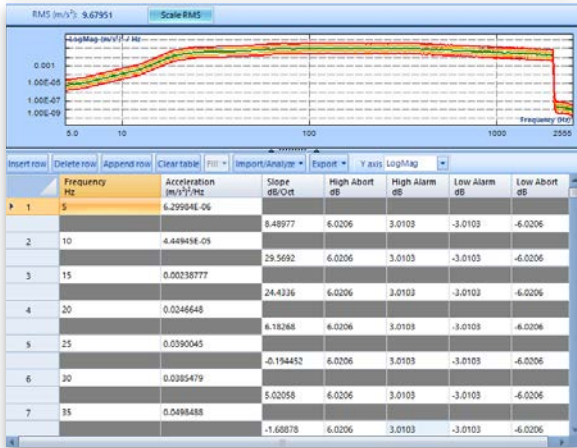 RMS (m/s²): 9.67951 Scale RMS
LogMag (m/s²)² / Hz
0.001
1.00E-05
1.00E-07
1.00E-09
Frequency (Hz)
5.0 10 100 1000 2565
Insert row Delete row Append row Clear table Fill Import/Analyze Export Y axis LogMag
Frequency Hz Acceleration (m/s²)²/Hz Slope dB/Oct High Abort dB High Alarm dB Low Alarm dB Low Abort dB
1 5 6.29984E-06
8.48977 6.0206 3.0103 -3.0103 -6.0206
2 10 4.44945E-05
29.5692 6.0206 3.0103 -3.0103 -6.0206
3 15 0.00238777
24.4336 6.0206 3.0103 -3.0103 -6.0206
4 20 0.0246648
6.18268 6.0206 3.0103 -3.0103 -6.0206
5 25 0.0390045
-0.194452 6.0206 3.0103 -3.0103 -6.0206
6 30 0.0385479
5.02058 6.0206 3.0103 -3.0103 -6.0206
7 35 0.0498488
-1.68878 6.0206 3.0103 -3.0103 -6.0206